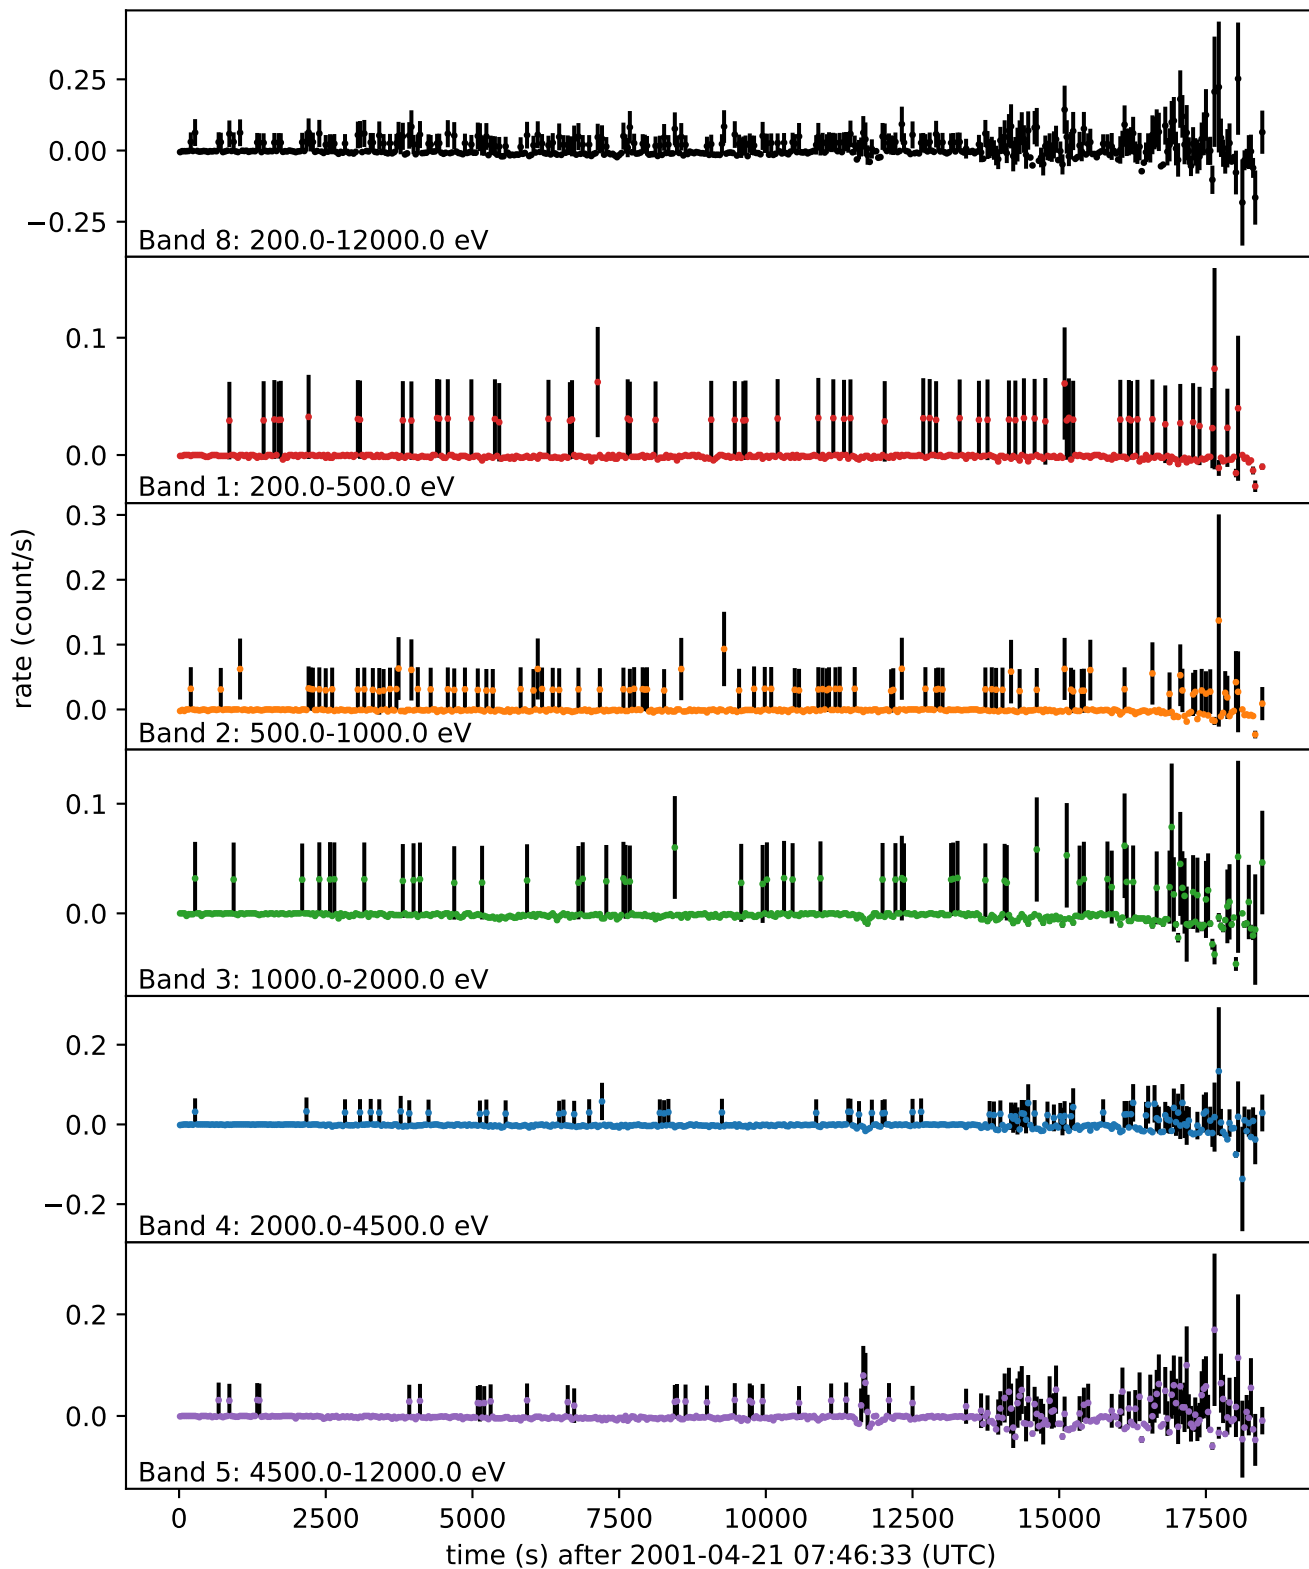 0.25
0.00
−0.25
Band 8: 200.0-12000.0 eV
0.1
0.0
Band 1: 200.0-500.0 eV
0.3
0.2
0.1
0.0
Band 2: 500.0-1000.0 eV
rate (count/s)
0.1
0.0
Band 3: 1000.0-2000.0 eV
0.2
0.0
−0.2
Band 4: 2000.0-4500.0 eV
0.2
0.0
Band 5: 4500.0-12000.0 eV
0 2500 5000 7500 10000 12500 15000 17500
time (s) after 2001-04-21 07:46:33 (UTC)